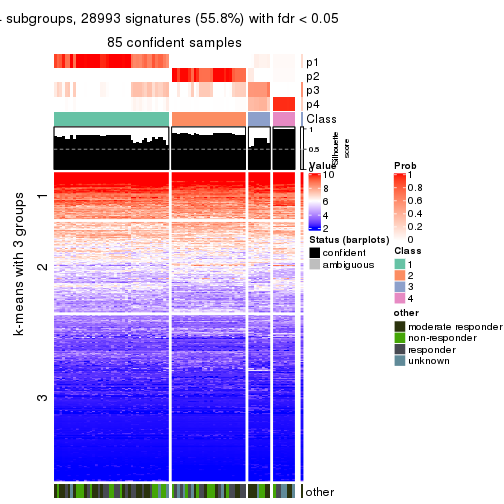 subgroups, 28993 signatures (55.8%) with fdr < 0.05
85 confident samples
p1
p2
p3
p4
Class
1
0.5
0
Silhouette
score
k-means with 3 groups
1
2
3
other
Value
10
8
6
4
2
Status (barplots)
confident
ambiguous
Prob
1
0.8
0.6
0.4
0.2
0
Class
1
2
3
4
other
moderate responder
non-responder
responder
unknown